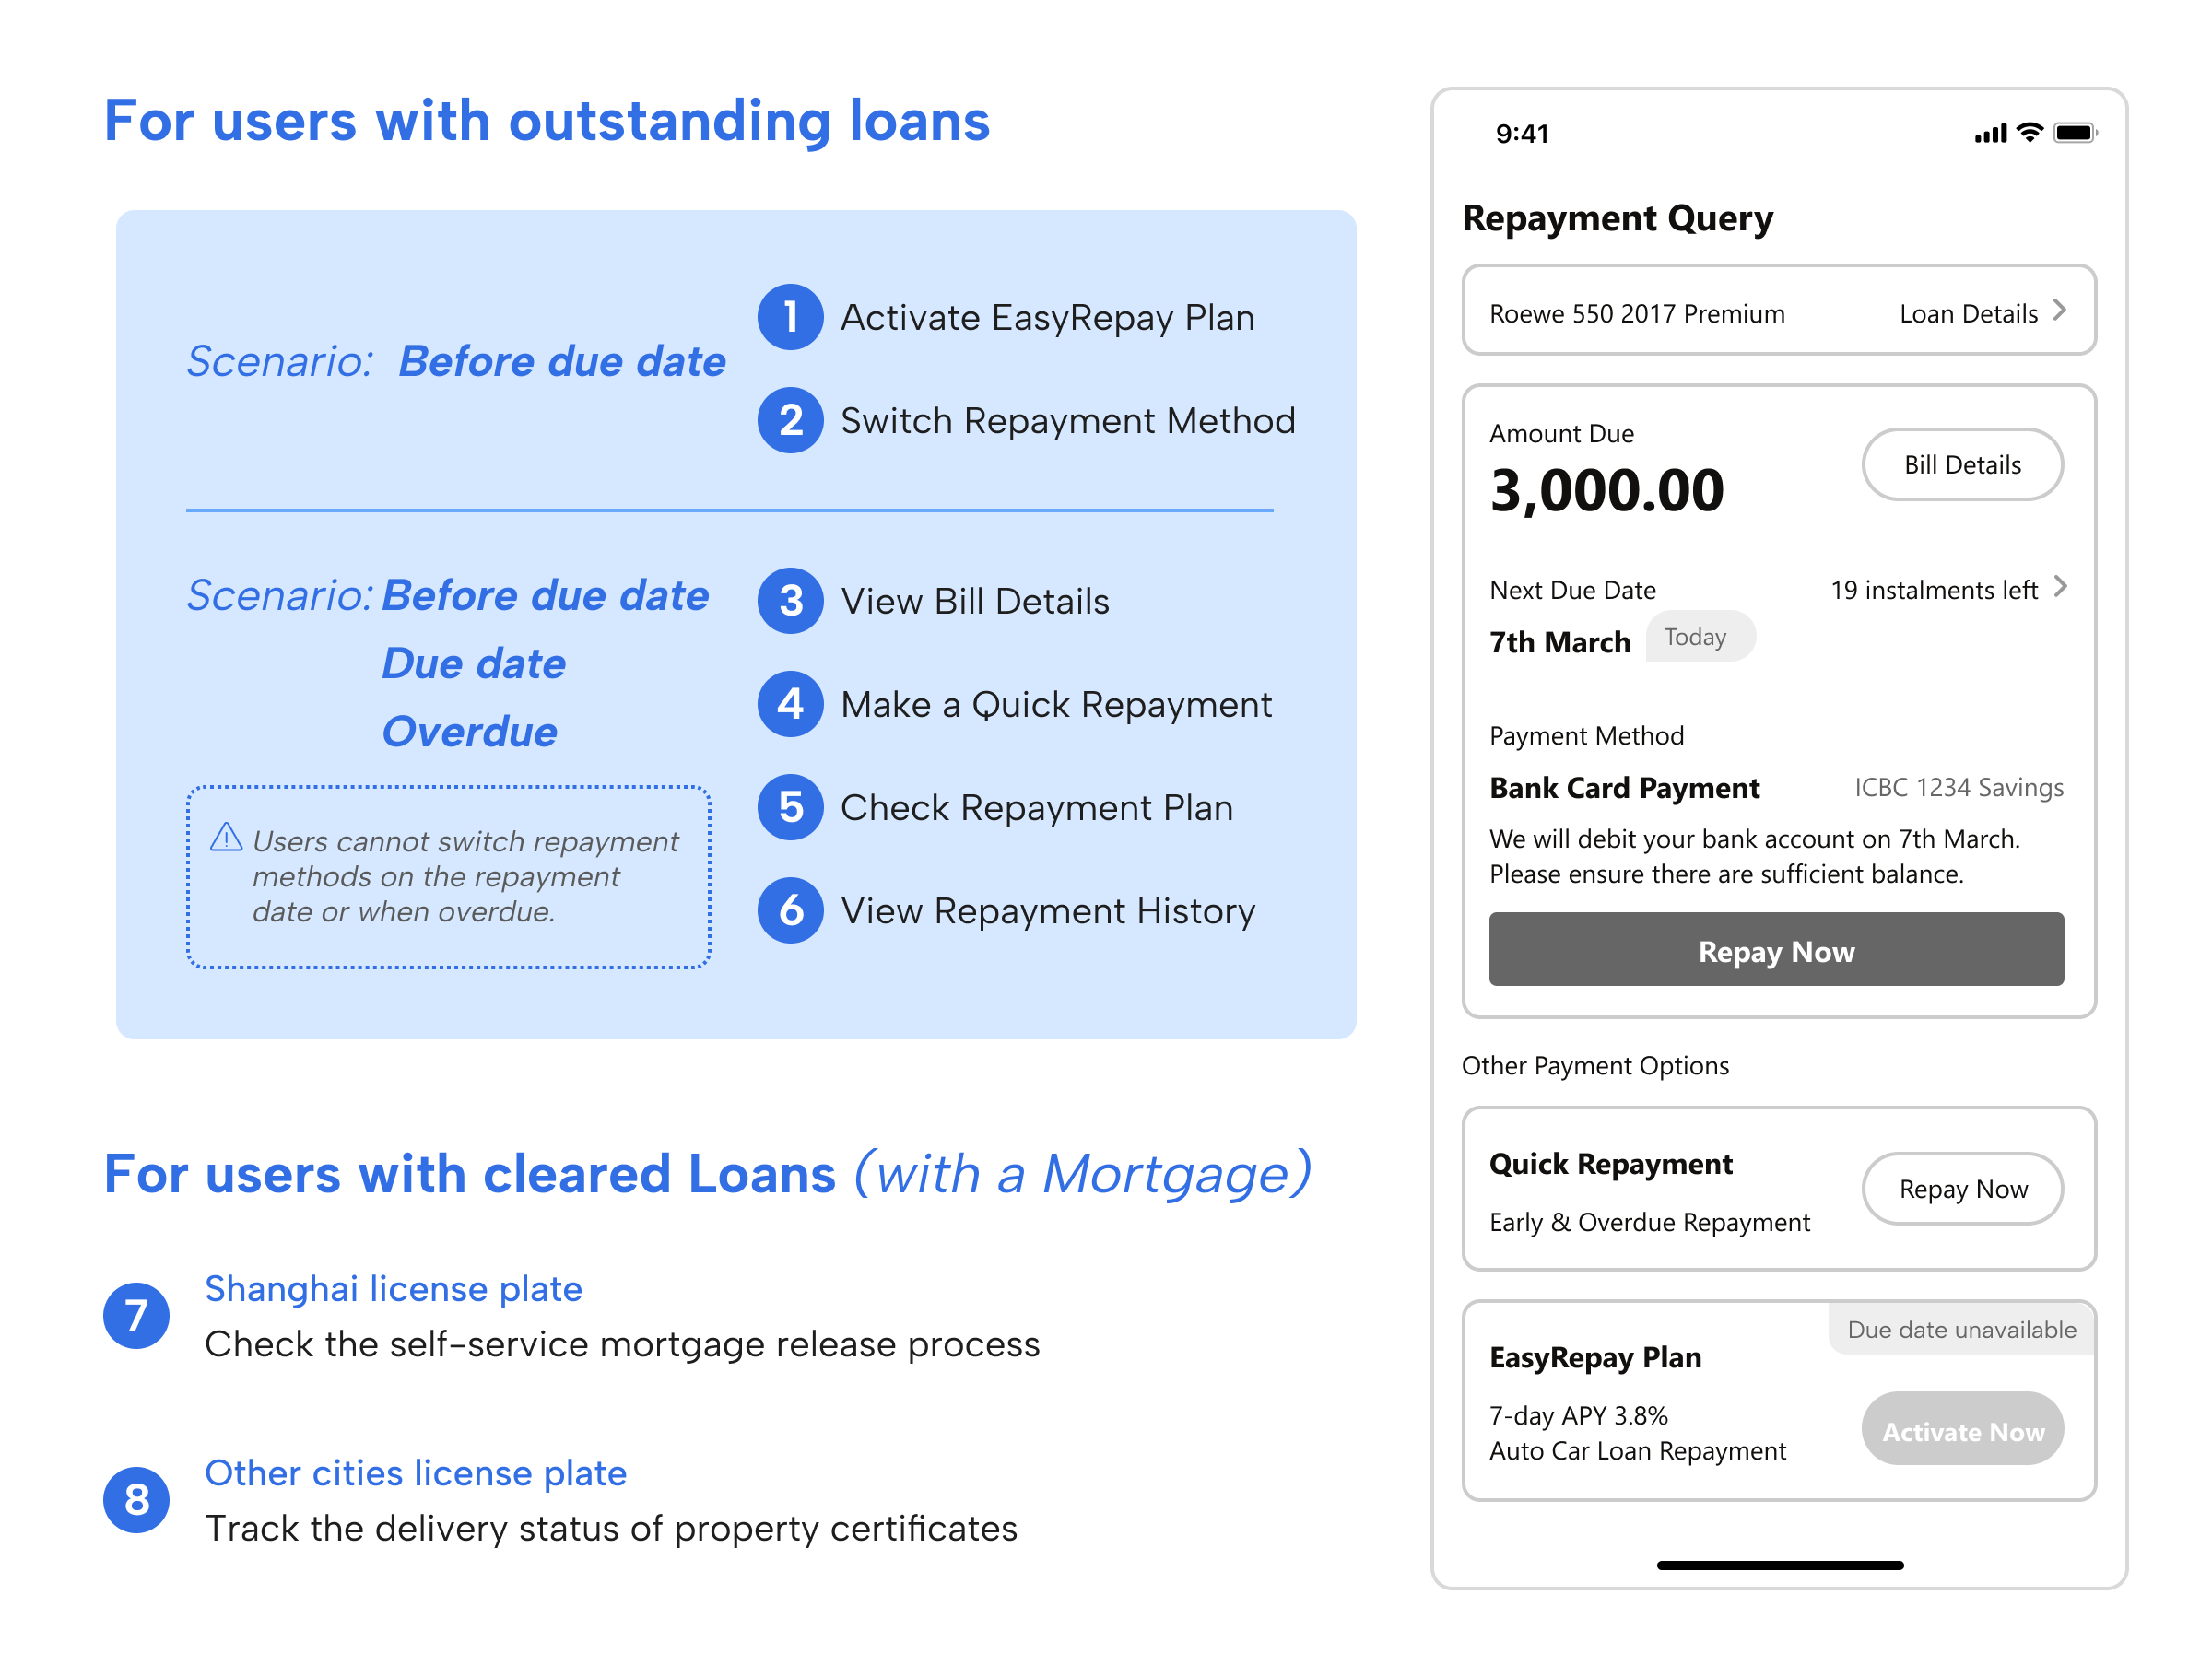 For users with outstanding loans
Scenario: Before due date
1 Activate EasyRepay Plan
2 Switch Repayment Method
Scenario: Before due date
Due date
Overdue
Users cannot switch repayment
methods on the repayment
date or when overdue.
3 View Bill Details
4 Make a Quick Repayment
5 Check Repayment Plan
6 View Repayment History
For users with cleared Loans (with a Mortgage)
7 Shanghai license plate
Check the self-service mortgage release process
8 Other cities license plate
Track the delivery status of property certificates
9:41
Repayment Query
Roewe 550 2017 Premium Loan Details
Amount Due
3,000.00
Bill Details
Next Due Date 19 instalments left
7th March Today
Payment Method
Bank Card Payment ICBC 1234 Savings
We will debit your bank account on 7th March.
Please ensure there are sufficient balance.
Repay Now
Other Payment Options
Quick Repayment
Early & Overdue Repayment
Repay Now
Due date unavailable
EasyRepay Plan
7-day APY 3.8%
Auto Car Loan Repayment
Activate Now